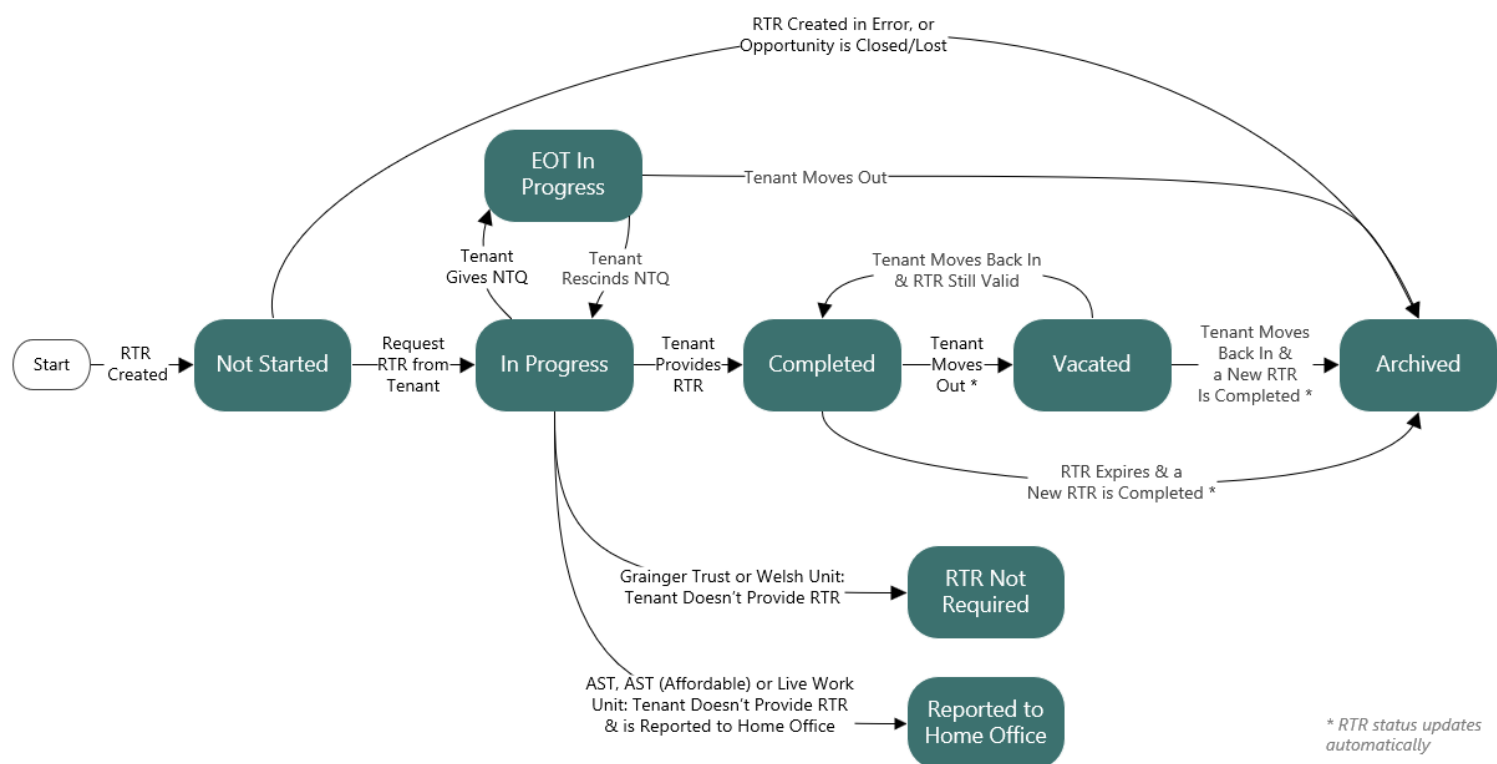 RTR Created in Error, or
Opportunity is Closed/Lost
EOT In
Progress
Tenant Moves Out
Tenant
Gives NTQ
Tenant
Rescinds NTQ
Tenant Moves Back In
& RTR Still Valid
Start
RTR
Created
Not Started
Request
RTR from
Tenant
In Progress
Tenant
Provides
RTR
Completed
Tenant
Moves
Out *
Vacated
Tenant Moves
Back In &
a New RTR
Is Completed *
Archived
RTR Expires & a
New RTR is Completed *
Grainger Trust or Welsh Unit:
Tenant Doesn't Provide RTR
RTR Not
Required
AST, AST (Affordable) or Live Work
Unit: Tenant Doesn't Provide RTR
& is Reported to Home Office
Reported to
Home Office
* RTR status updates
automatically